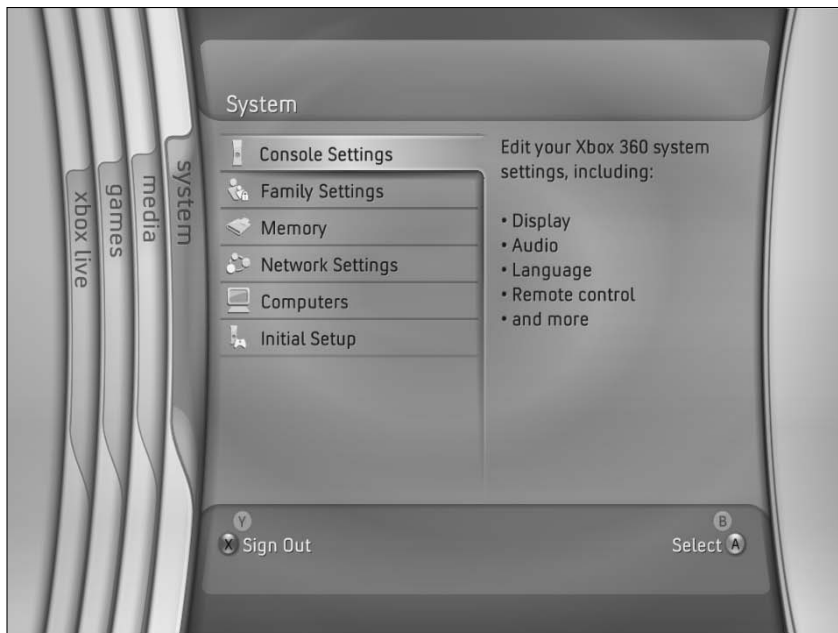 System
xbox live
games
media
system
Console Settings
Family Settings
Memory
Network Settings
Computers
Initial Setup
Edit your Xbox 360 system
settings, including:
• Display
• Audio
• Language
• Remote control
• and more
Y
X Sign Out
B
Select A